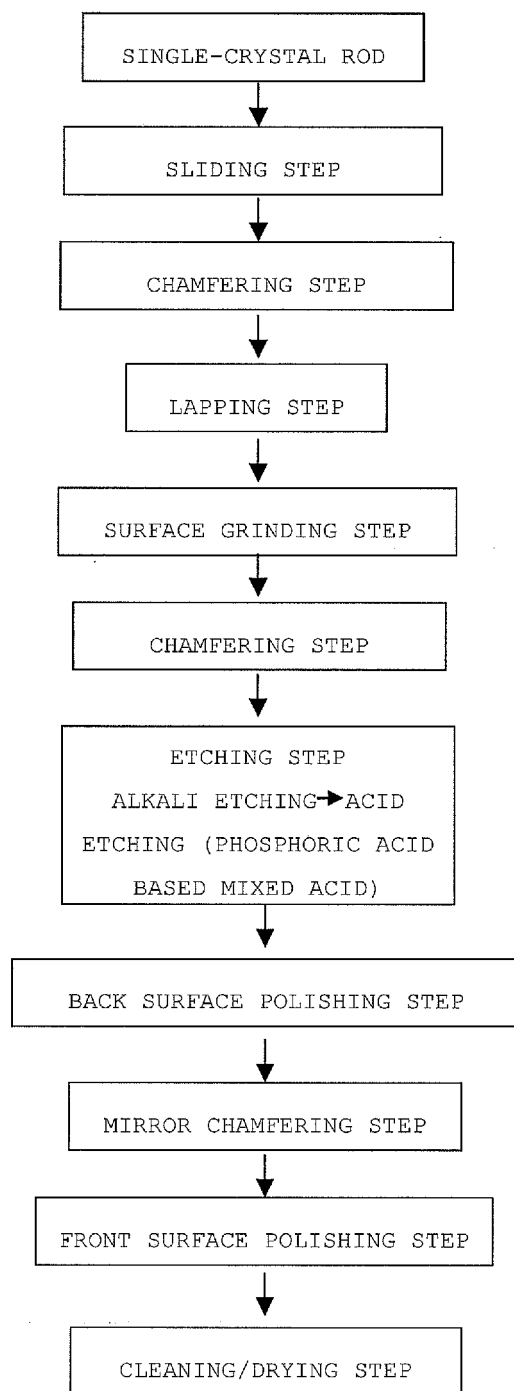 SINGLE-CRYSTAL ROD
SLIDING STEP
CHAMFERING STEP
LAPPING STEP
SURFACE GRINDING STEP
CHAMFERING STEP
ETCHING STEP
ALKALI ETCHING→ACID
ETCHING (PHOSPHORIC ACID
BASED MIXED ACID)
BACK SURFACE POLISHING STEP
MIRROR CHAMFERING STEP
FRONT SURFACE POLISHING STEP
CLEANING/DRYING STEP